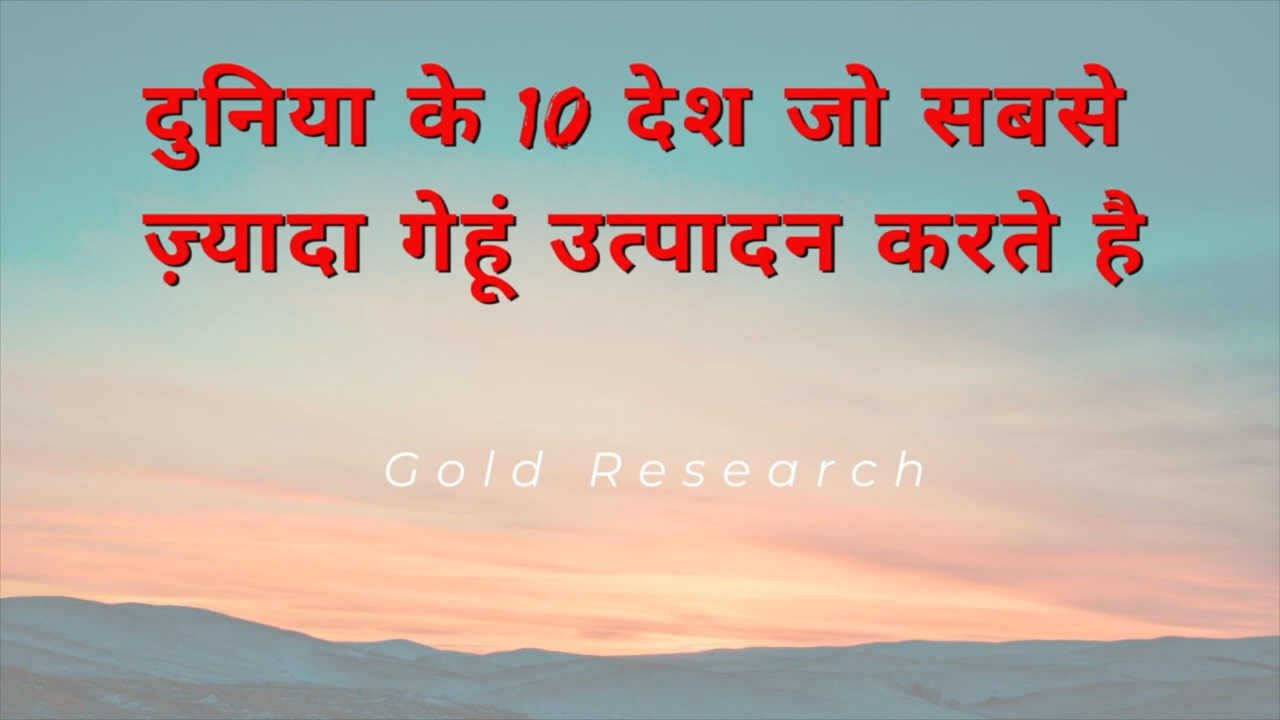 दुनिया के 10 देश जो सबसे
ज़्यादा गेहूं उत्पादन करते है
Gold Research